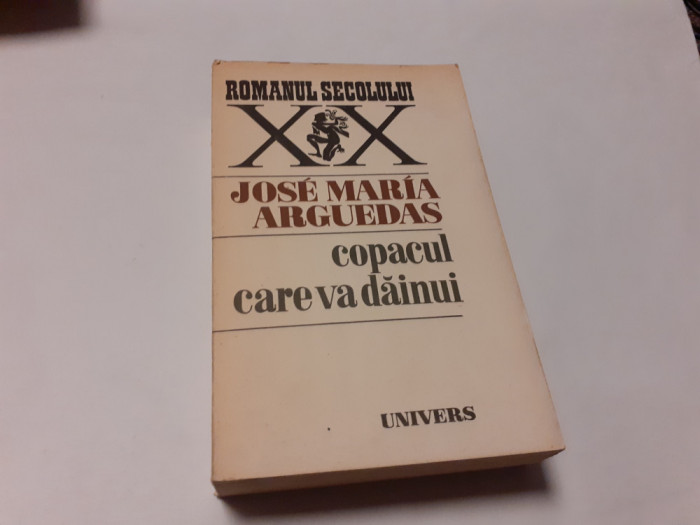 ROMANUL SECOLULUI
XX
JOSÉ MARÍA
ARGUEDAS
copacul
care va dăinui
UNIVERS